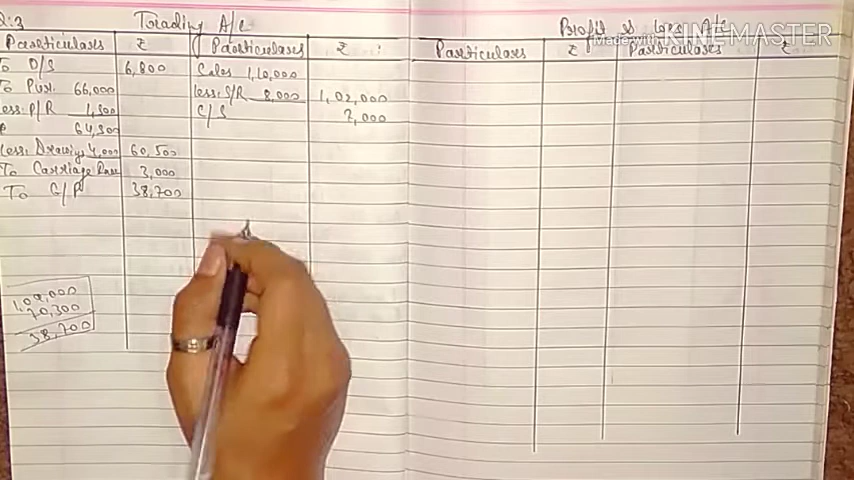 Q.3 Trading A/c
Particulars ₹ Particulars ₹
To O/S 6,800 Sales 1,10,000
To Pur. 66,000 less: S/R 8,000 1,02,000
less: P/R 1,500 C/S 7,000
64,500
less: Drawings 4,000 60,500
To Carriage 3,000
To G/P 38,700
1,09,000
70,300
38,700
Profit & Loss A/c
Made with KINEMASTER
Particulars ₹ Particulars ₹